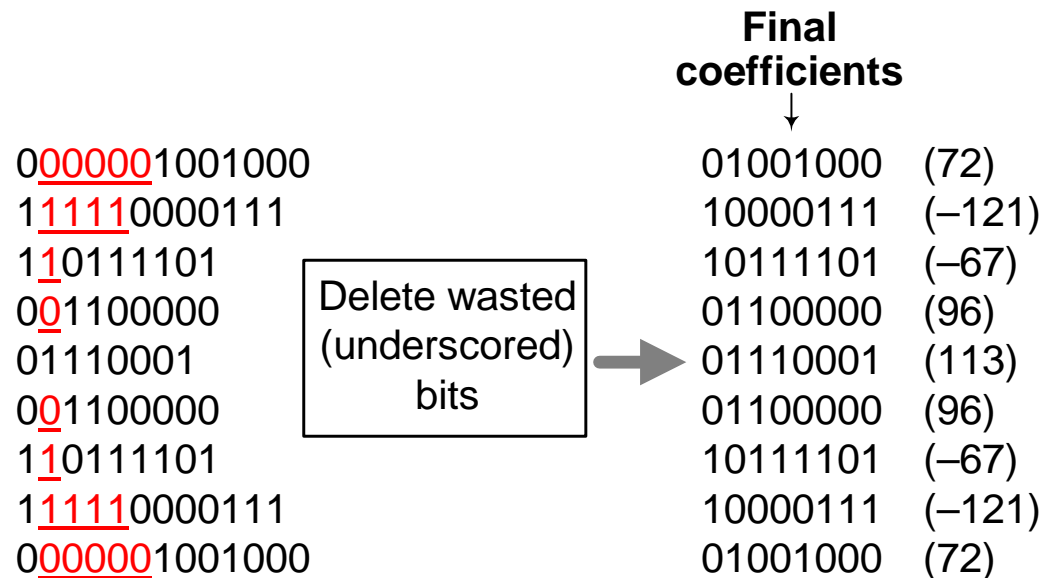 Final
coefficients
0000001001000 01001000 (72)
111110000111 10000111 (–121)
110111101 10111101 (–67)
001100000 01100000 (96)
01110001 01110001 (113)
001100000 01100000 (96)
110111101 10111101 (–67)
111110000111 10000111 (–121)
0000001001000 01001000 (72)
Delete wasted
(underscored)
bits